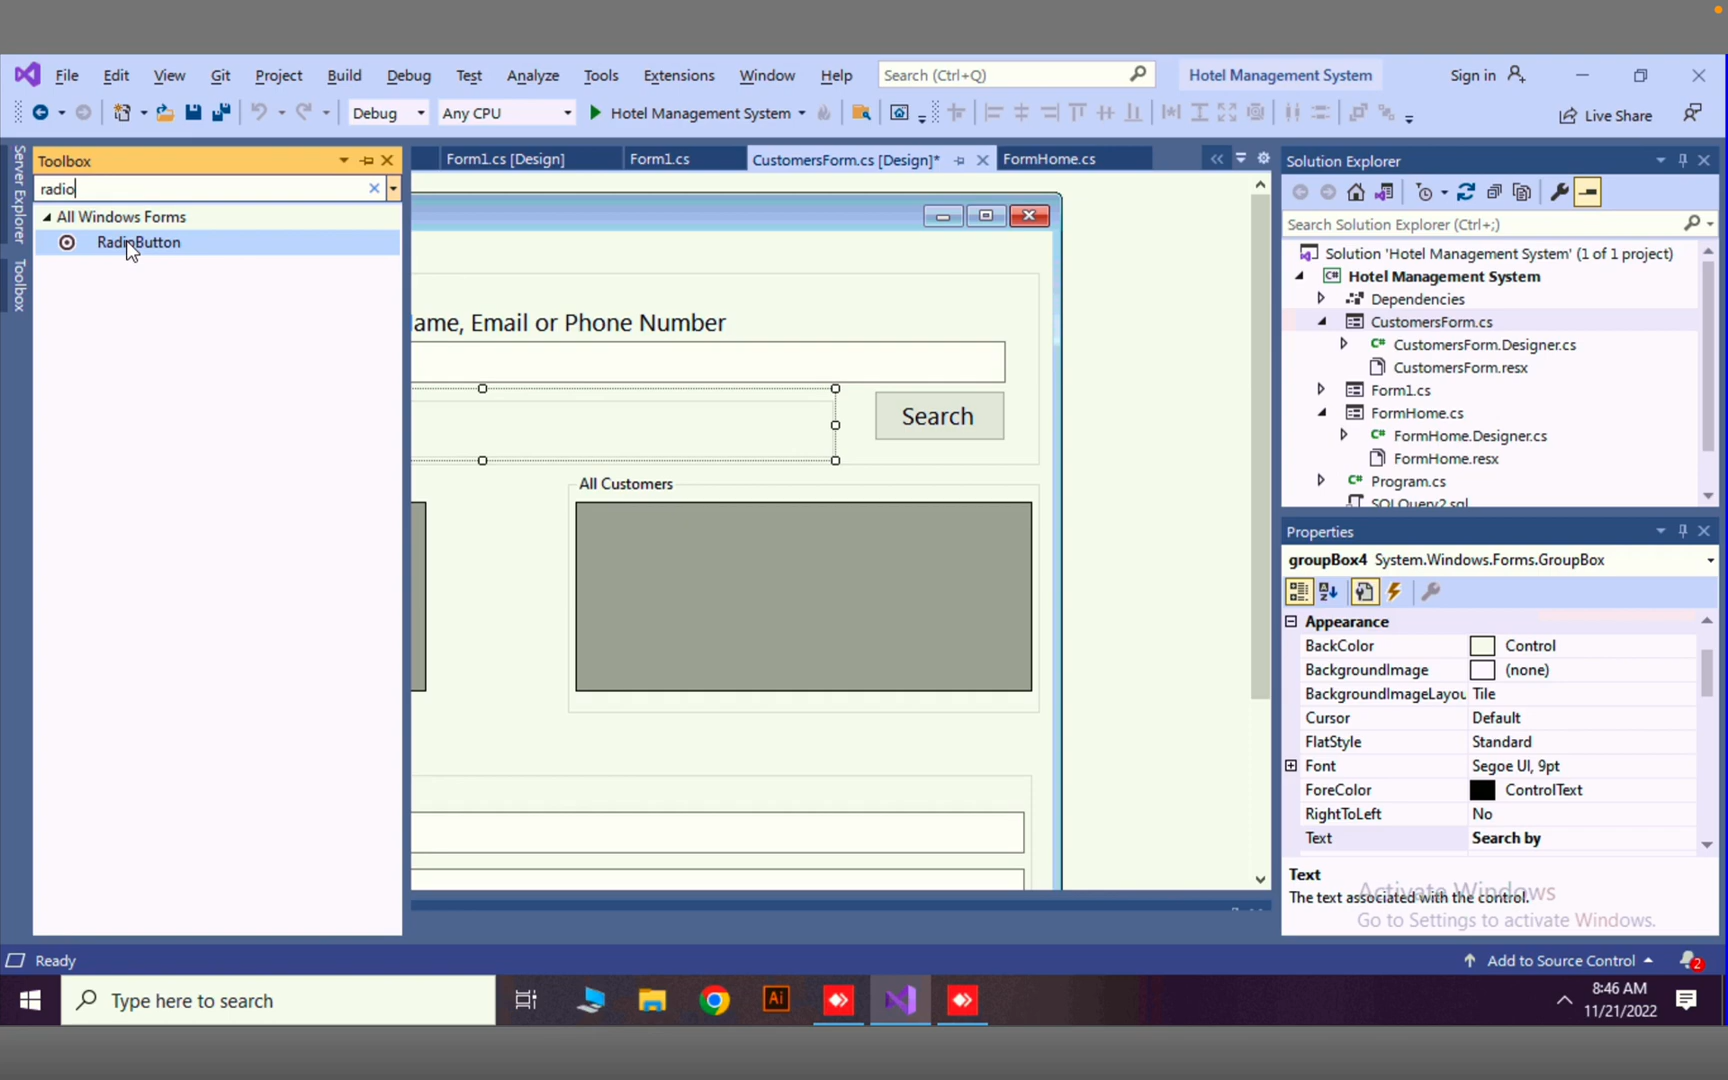 File Edit View Git Project Build Debug Test Analyze Tools Extensions Window Help Search (Ctrl+Q) Hotel Management System Sign in
Debug Any CPU Hotel Management System Live Share
Server Explorer
Toolbox
Toolbox
radio
All Windows Forms
RadioButton
Form1.cs [Design] Form1.cs CustomersForm.cs [Design]* FormHome.cs
ame, Email or Phone Number
Search
All Customers
Solution Explorer
Search Solution Explorer (Ctrl+;)
Solution 'Hotel Management System' (1 of 1 project)
C# Hotel Management System
Dependencies
CustomersForm.cs
C# CustomersForm.Designer.cs
CustomersForm.resx
Form1.cs
FormHome.cs
C# FormHome.Designer.cs
FormHome.resx
C# Program.cs
SQLQuery2.sql
Properties
groupBox4 System.Windows.Forms.GroupBox
Appearance
BackColor Control
BackgroundImage (none)
BackgroundImageLayou Tile
Cursor Default
FlatStyle Standard
Font Segoe UI, 9pt
ForeColor ControlText
RightToLeft No
Text Search by
Text
The text associated with the control.
Activate Windows
Go to Settings to activate Windows.
Ready Add to Source Control 2
Type here to search Ai
8:46 AM
11/21/2022